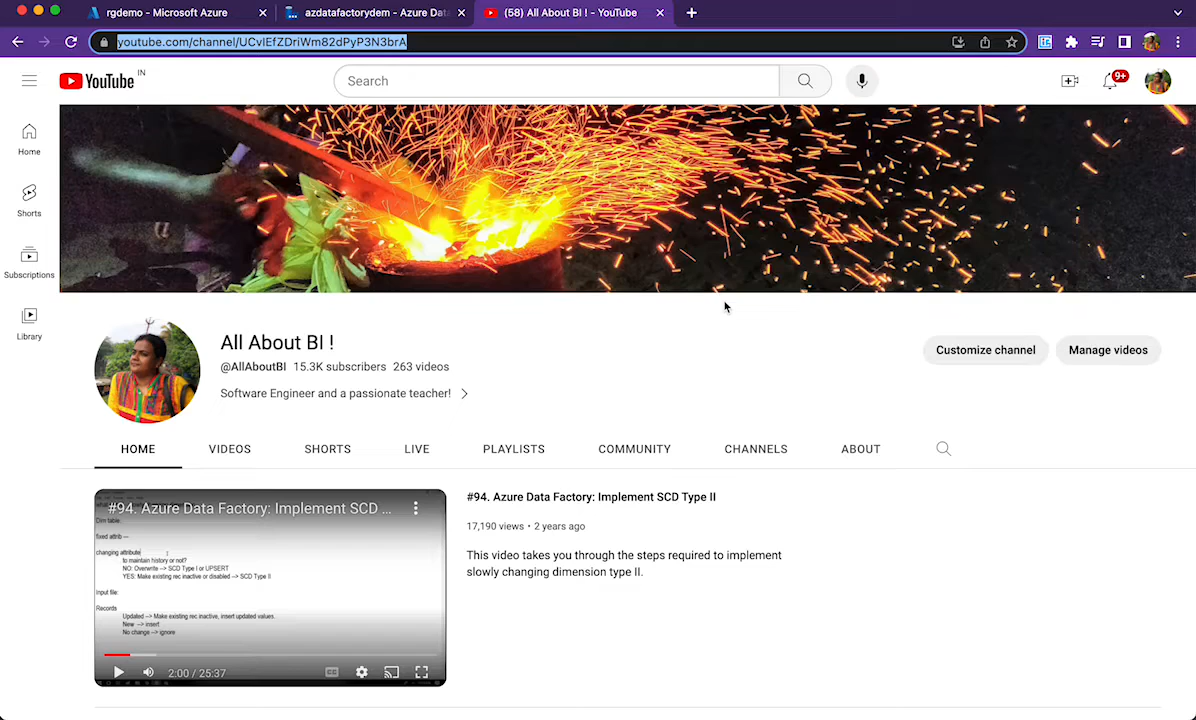 rgdemo - Microsoft Azure
azdatafactorydem - Azure Data
(58) All About BI ! - YouTube
youtube.com/channel/UCvIEfZDriWm82dPyP3N3brA
YouTube IN
Search
9+
Home
Shorts
Subscriptions
Library
All About BI !
@AllAboutBI 15.3K subscribers 263 videos
Software Engineer and a passionate teacher!
Customize channel
Manage videos
HOME VIDEOS SHORTS LIVE PLAYLISTS COMMUNITY CHANNELS ABOUT
#94. Azure Data Factory: Implement SCD ...
Dim table
fixed attrib ---
changing attribute
to maintain history or not?
NO: Overwrite --> SCD Type I or UPSERT
YES: Make existing rec inactive or disabled --> SCD Type II
Input file:
Records
Updated --> Make existing rec inactive, insert updated values.
New --> insert
No change --> ignore
2:00 / 25:37
#94. Azure Data Factory: Implement SCD Type II
17,190 views • 2 years ago
This video takes you through the steps required to implement
slowly changing dimension type II.